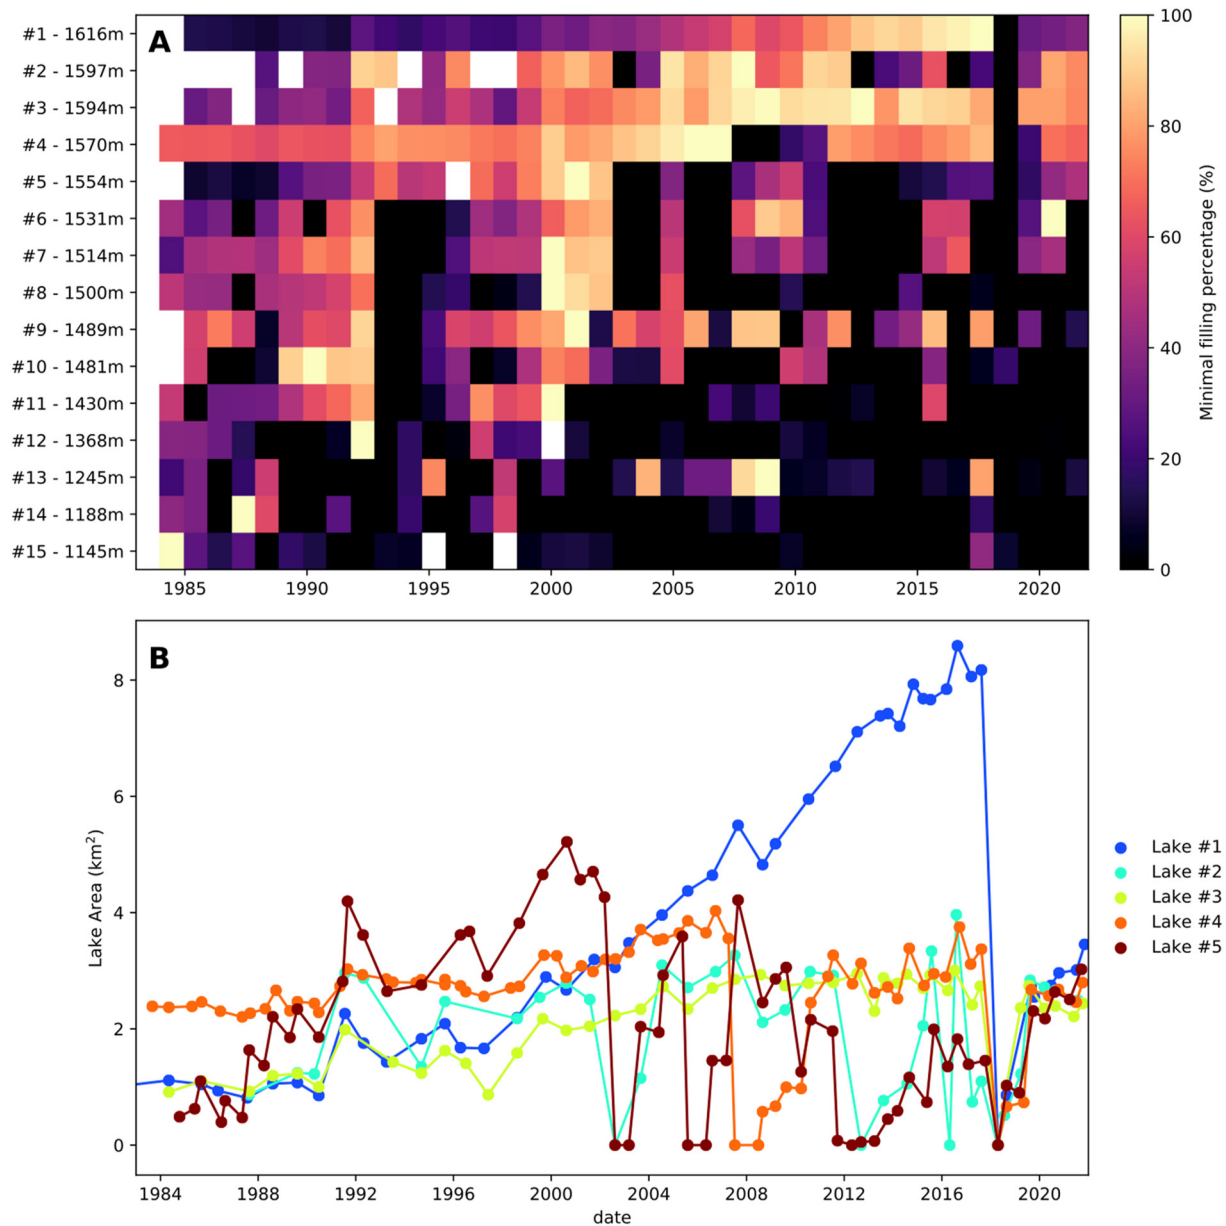 A
#1 - 1616m
#2 - 1597m
#3 - 1594m
#4 - 1570m
#5 - 1554m
#6 - 1531m
#7 - 1514m
#8 - 1500m
#9 - 1489m
#10 - 1481m
#11 - 1430m
#12 - 1368m
#13 - 1245m
#14 - 1188m
#15 - 1145m
1985 1990 1995 2000 2005 2010 2015 2020
100
80
60
40
20
0
Minimal filling percentage (%)
B
8
6
4
2
0
Lake Area (km²)
1984 1988 1992 1996 2000 2004 2008 2012 2016 2020
date
Lake #1
Lake #2
Lake #3
Lake #4
Lake #5